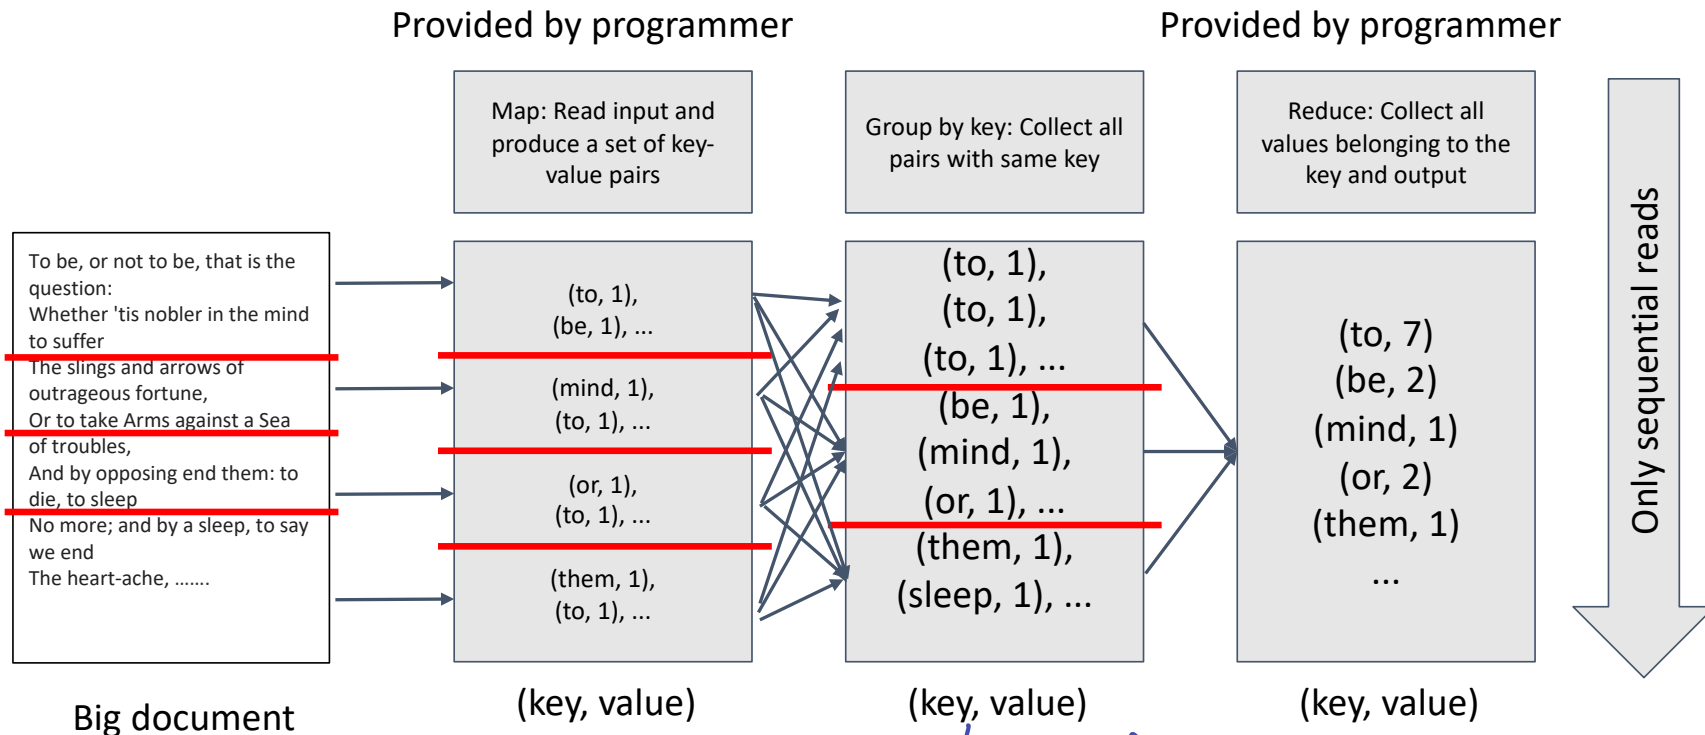 Provided by programmer
Provided by programmer
Map: Read input and
produce a set of key-
value pairs
Group by key: Collect all
pairs with same key
Reduce: Collect all
values belonging to the
key and output
To be, or not to be, that is the
question:
Whether 'tis nobler in the mind
to suffer
The slings and arrows of
outrageous fortune,
Or to take Arms against a Sea
of troubles,
And by opposing end them: to
die, to sleep
No more; and by a sleep, to say
we end
The heart-ache, …....
Big document
(to, 1),
(be, 1), ...
(mind, 1),
(to, 1), ...
(or, 1),
(to, 1), ...
(them, 1),
(to, 1), ...
(key, value)
(to, 1),
(to, 1),
(to, 1), ...
(be, 1),
(mind, 1),
(or, 1), ...
(them, 1),
(sleep, 1), ...
(key, value)
(to, 7)
(be, 2)
(mind, 1)
(or, 2)
(them, 1)
...
(key, value)
Only sequential reads